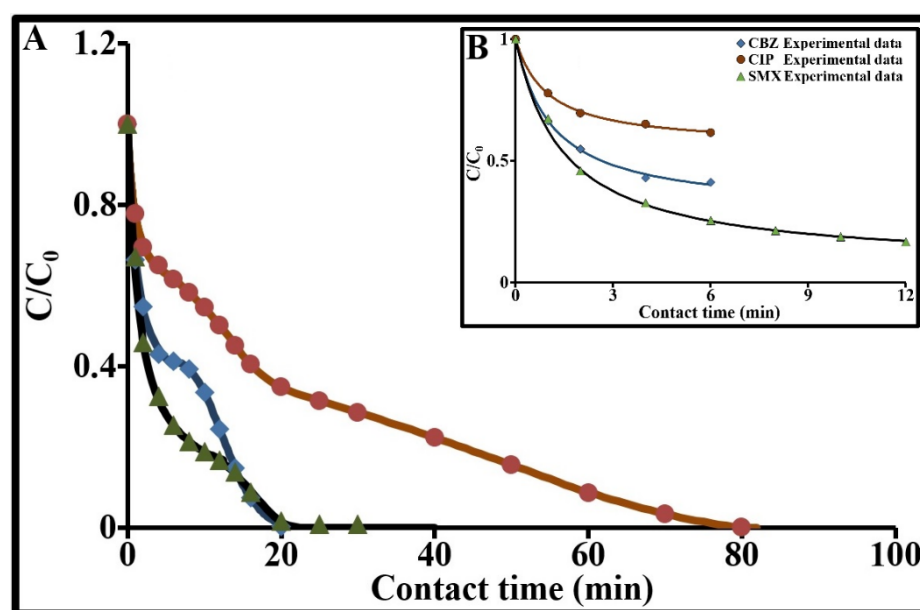 A
1.2
0.8
0.4
0
C/C0
0
20
40
60
80
100
Contact time (min)
B
1
0.5
0
C/C0
CBZ Experimental data
CIP Experimental data
SMX Experimental data
0
3
6
9
12
Contact time (min)